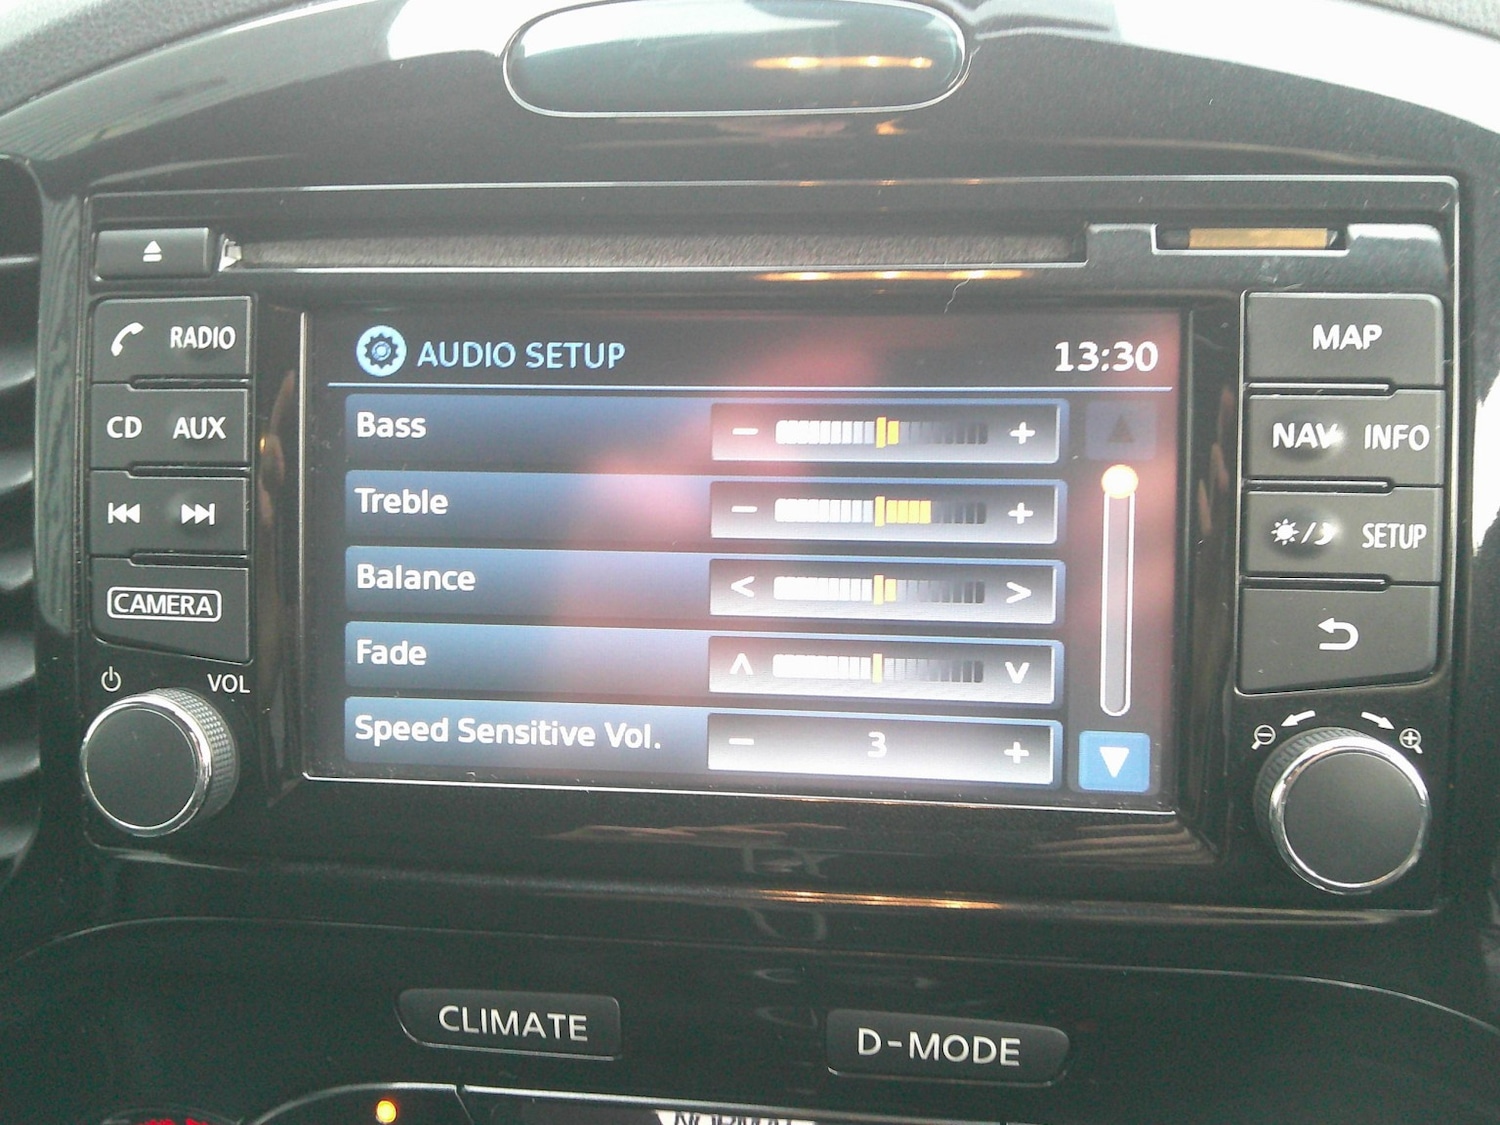 RADIO
CD AUX
CAMERA
VOL
AUDIO SETUP 13:30
Bass - +
Treble - +
Balance < >
Fade
Speed Sensitive Vol. - 3 +
MAP
NAV INFO
/ SETUP
CLIMATE
D-MODE
NORMAL